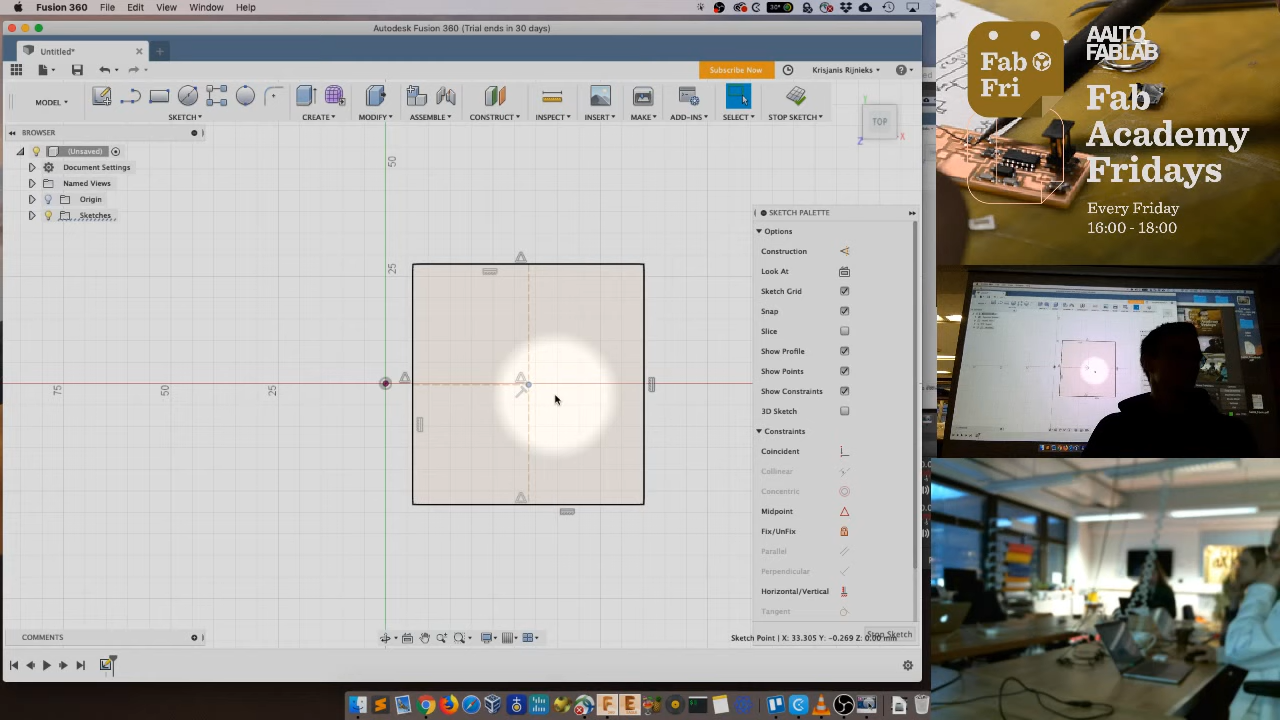 Fusion 360 File Edit View Window Help
30°
Autodesk Fusion 360 (Trial ends in 30 days)
Untitled*
Subscribe Now
Krisjanis Rijnieks
MODEL
SKETCH
CREATE
MODIFY
ASSEMBLE
CONSTRUCT
INSPECT
INSERT
MAKE
ADD-INS
SELECT
STOP SKETCH
TOP
Y
X
Z
BROWSER
(Unsaved)
Document Settings
Named Views
Origin
Sketches
50
25
75
50
25
SKETCH PALETTE
Options
Construction
Look At
Sketch Grid
Snap
Slice
Show Profile
Show Points
Show Constraints
3D Sketch
Constraints
Coincident
Collinear
Concentric
Midpoint
Fix/UnFix
Parallel
Perpendicular
Horizontal/Vertical
Tangent
Stop Sketch
Sketch Point | X: 33.305 Y: -0.269 Z: 0.00 mm
COMMENTS
Fab
Fri
AALTO
FABLAB
Fab
Academy
Fridays
Every Friday
16:00 - 18:00